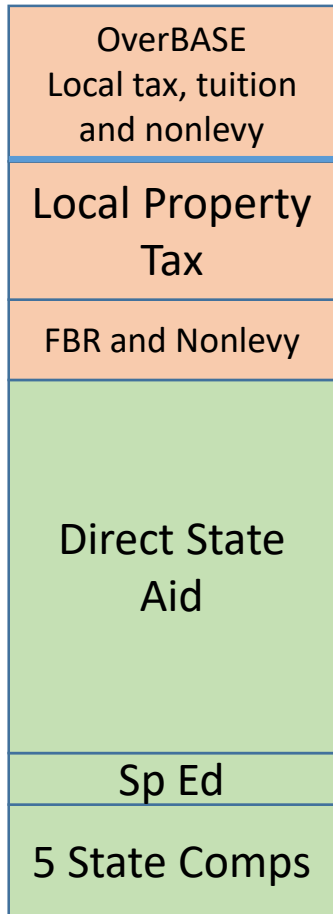 OverBASE
Local tax, tuition
and nonlevy
Local Property
Tax
FBR and Nonlevy
Direct State
Aid
Sp Ed
5 State Comps